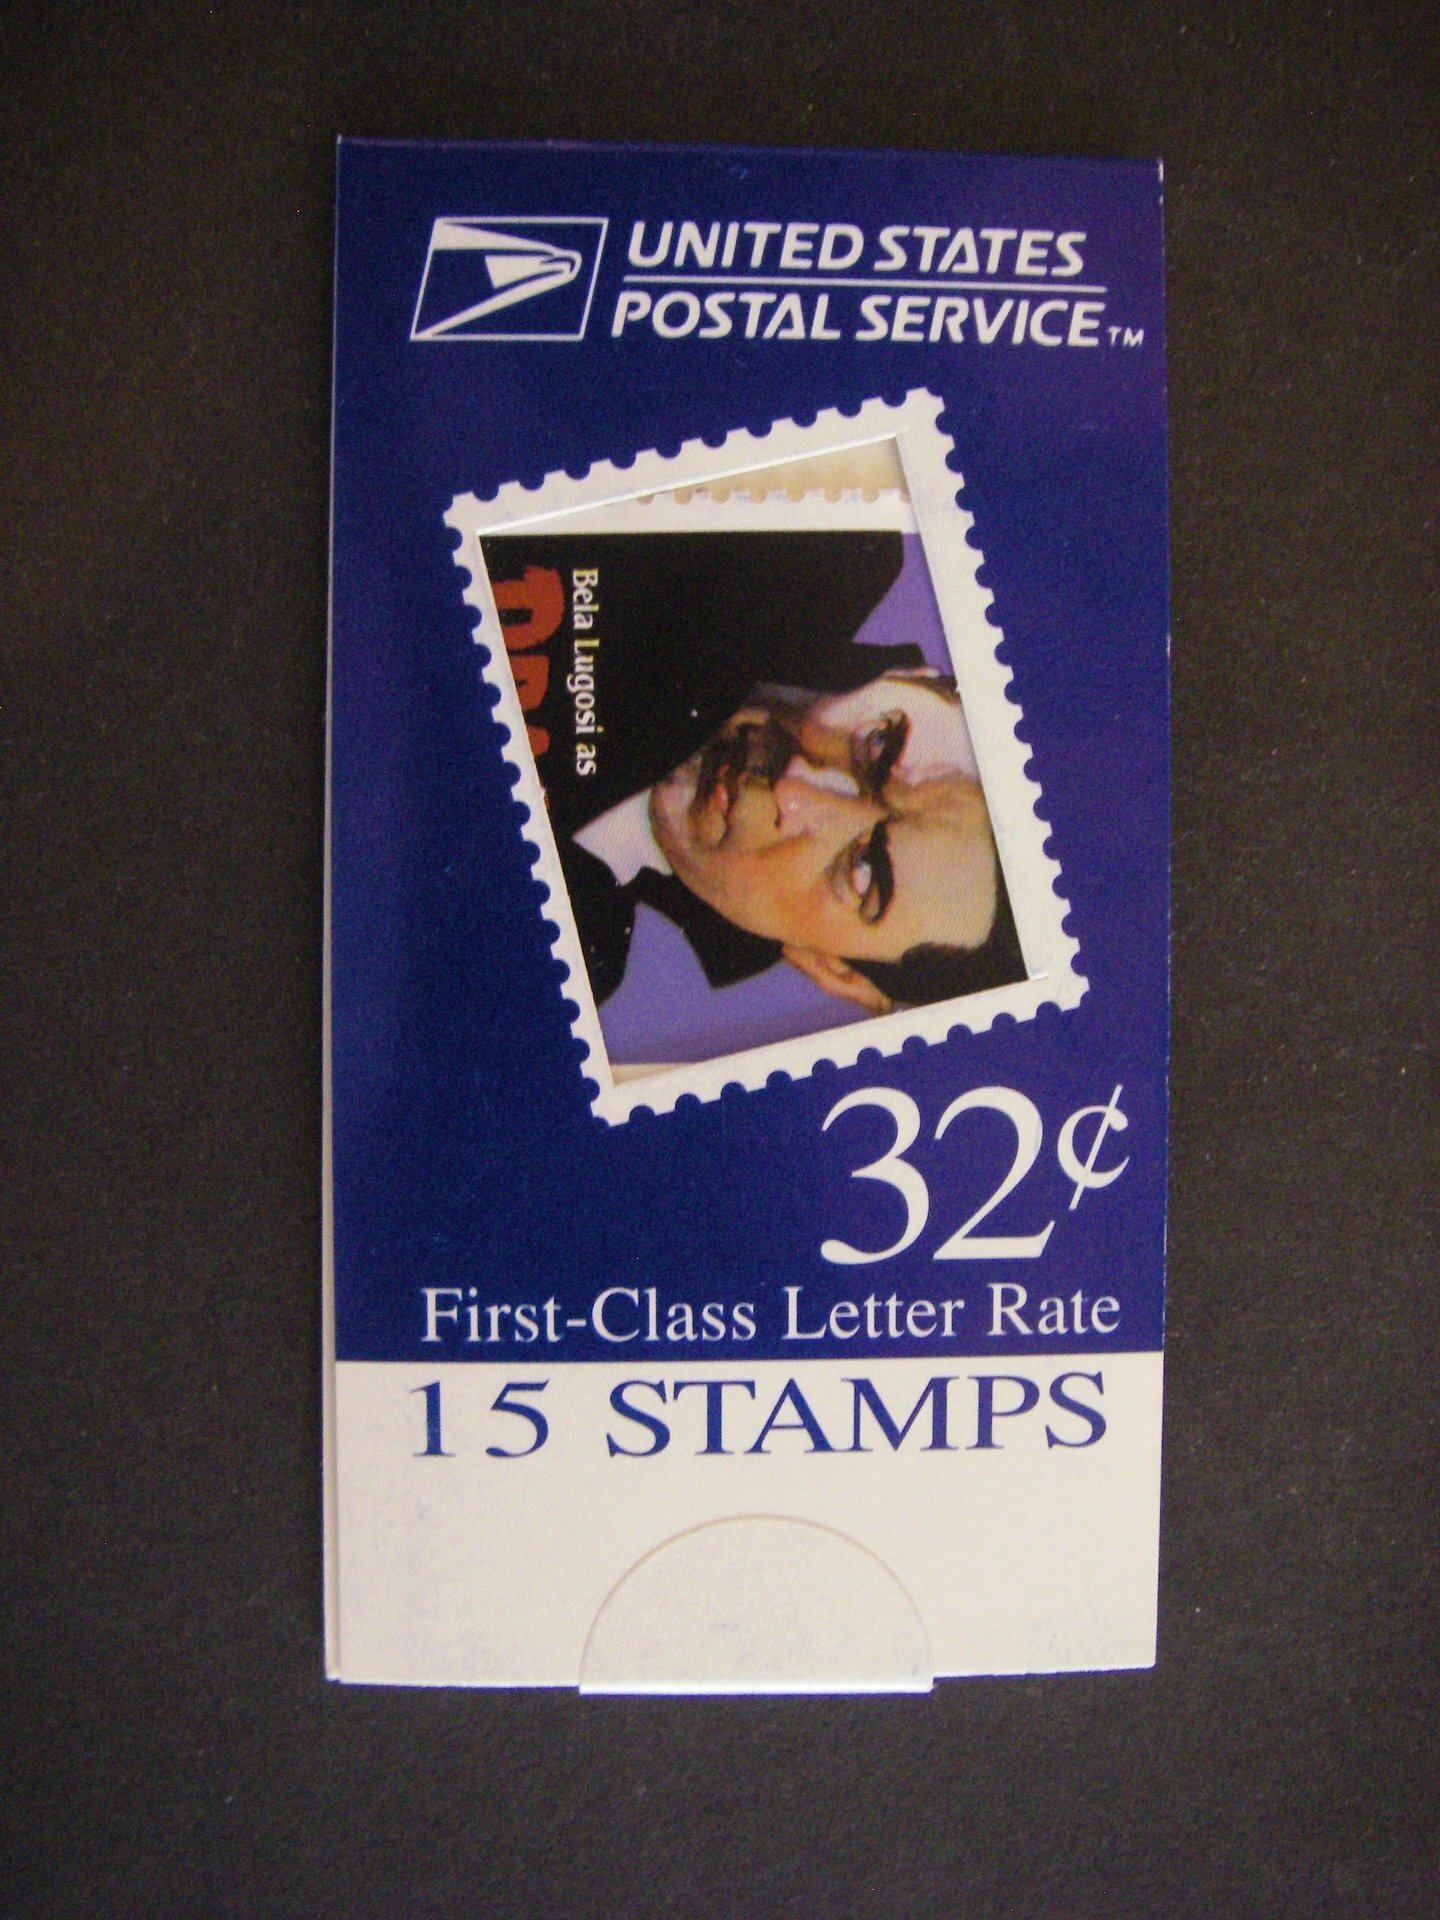 UNITED STATES
POSTAL SERVICE™
Bela Lugosi as
32¢
First-Class Letter Rate
15 STAMPS